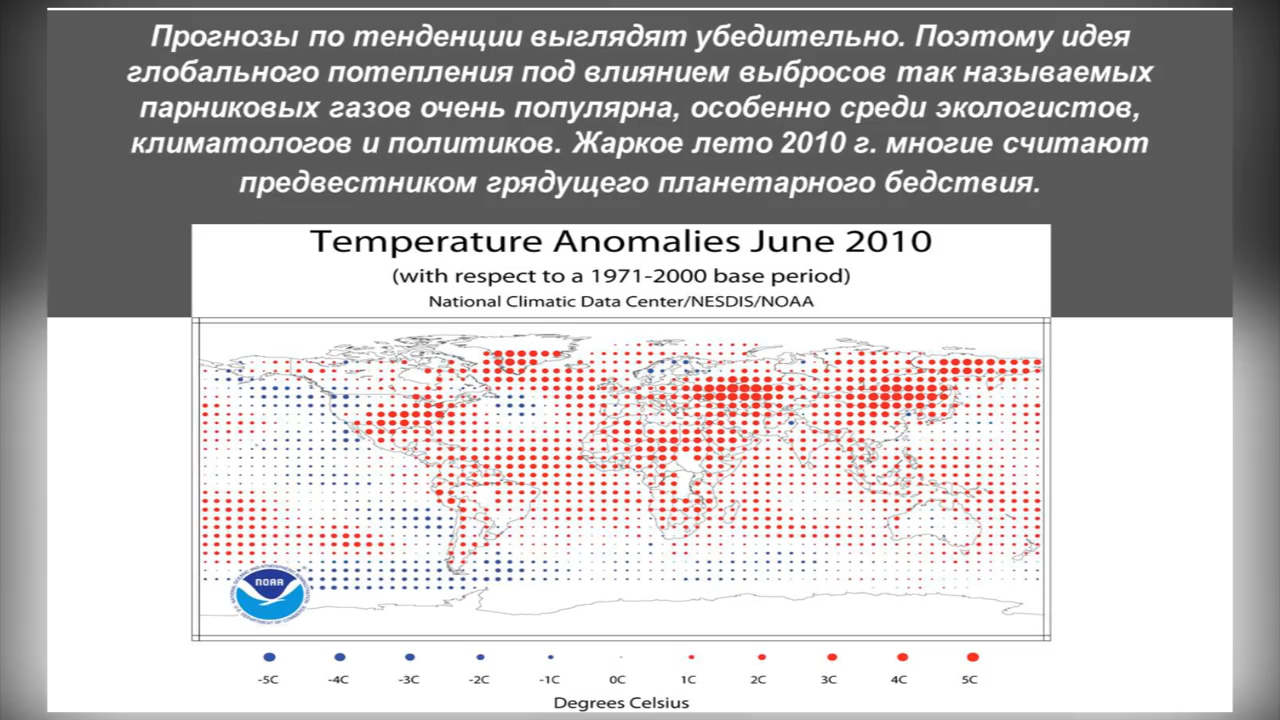 Прогнозы по тенденции выглядят убедительно. Поэтому идея
глобального потепления под влиянием выбросов так называемых
парниковых газов очень популярна, особенно среди экологистов,
климатологов и политиков. Жаркое лето 2010 г. многие считают
предвестником грядущего планетарного бедствия.
Temperature Anomalies June 2010
(with respect to a 1971-2000 base period)
National Climatic Data Center/NESDIS/NOAA
NOAA
-5C -4C -3C -2C -1C 0C 1C 2C 3C 4C 5C
Degrees Celsius